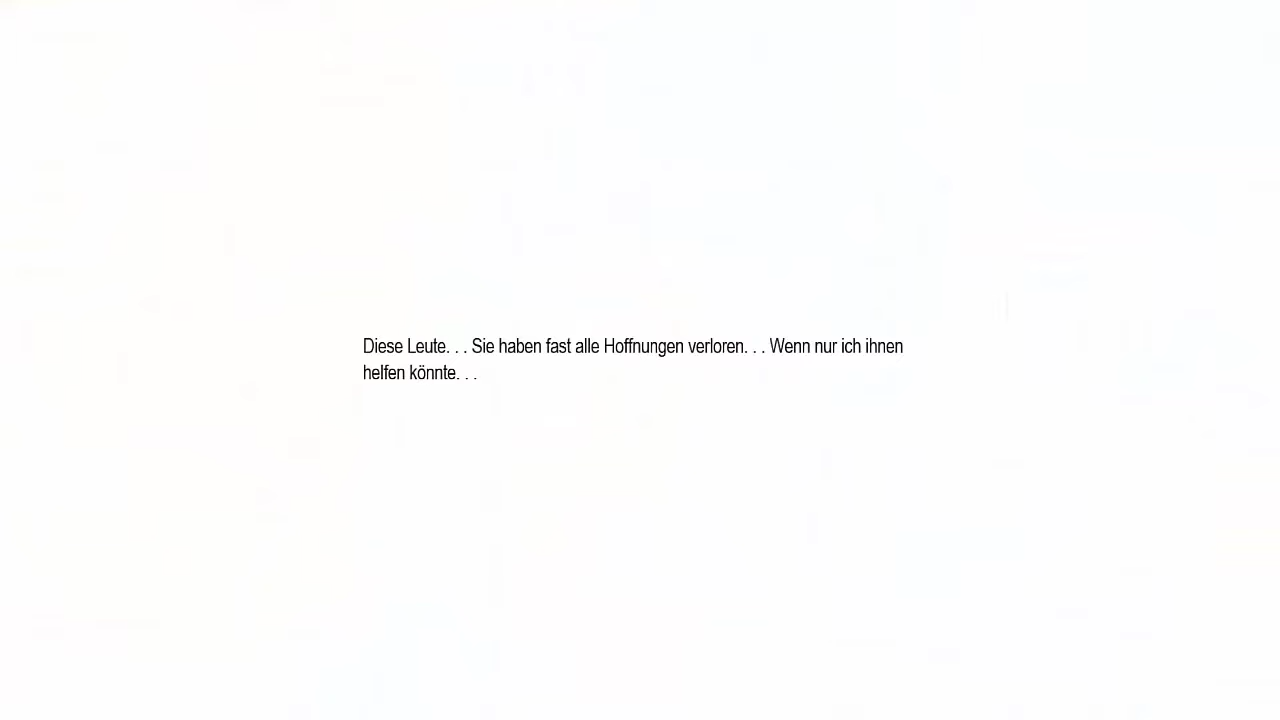 Diese Leute. . . Sie haben fast alle Hoffnungen verloren. . . Wenn nur ich ihnen
helfen könnte. . .